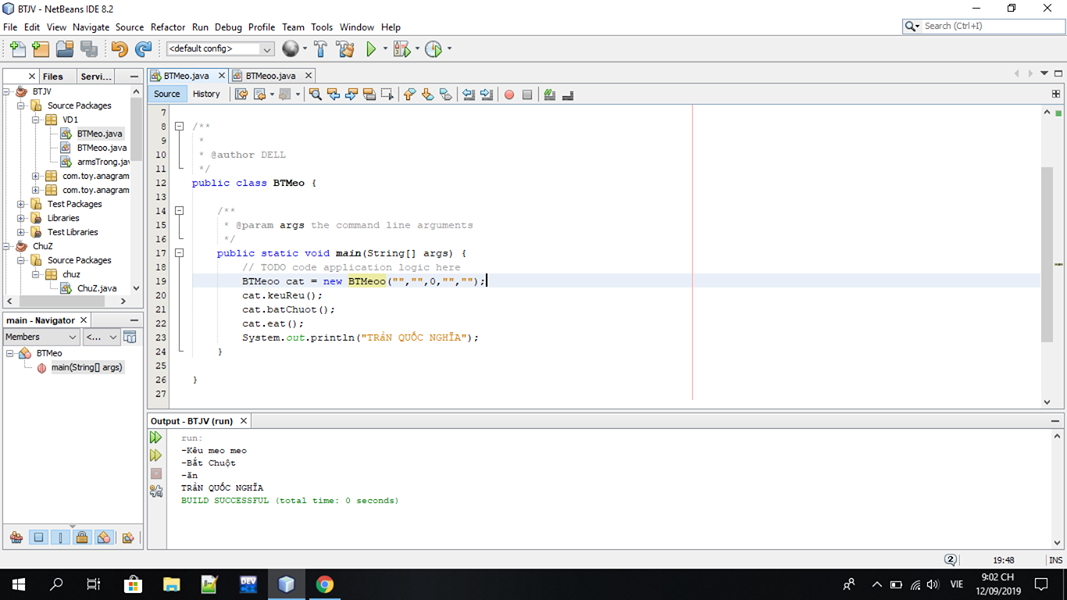 BTJV - NetBeans IDE 8.2
File Edit View Navigate Source Refactor Run Debug Profile Team Tools Window Help
Search (Ctrl+I)
<default config>
Files Servi...
BTMeo.java BTMeoo.java
Source History
BTJV
Source Packages
VD1
BTMeo.java
BTMeoo.java
armsTrong.jav
com.toy.anagram
com.toy.anagram
Test Packages
Libraries
Test Libraries
ChuZ
Source Packages
chuz
ChuZ.java
main - Navigator
Members <...
BTMeo
main(String[] args)
7
8 /**
9 *
10 * @author DELL
11 */
12 public class BTMeo {
13
14 /**
15 * @param args the command line arguments
16 */
17 public static void main(String[] args) {
18 // TODO code application logic here
19 BTMeoo cat = new BTMeoo("","",0,"","");
20 cat.keuReu();
21 cat.batChuot();
22 cat.eat();
23 System.out.println("TRẦN QUỐC NGHĨA");
24 }
25
26 }
27
Output - BTJV (run)
run:
-Kêu meo meo
-Bắt Chuột
-ăn
TRẦN QUỐC NGHĨA
BUILD SUCCESSFUL (total time: 0 seconds)
2 19:48 INS
DEV
VIE
9:02 CH
12/09/2019